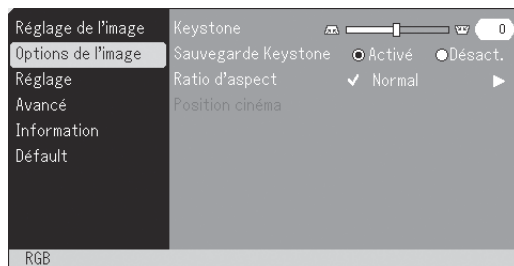 Réglage de l'image
Keystone 0
Options de l'image
Sauvegarde Keystone Activé Désact.
Réglage
Ratio d'aspect ✓ Normal
Avancé
Position cinéma
Information
Défault
RGB